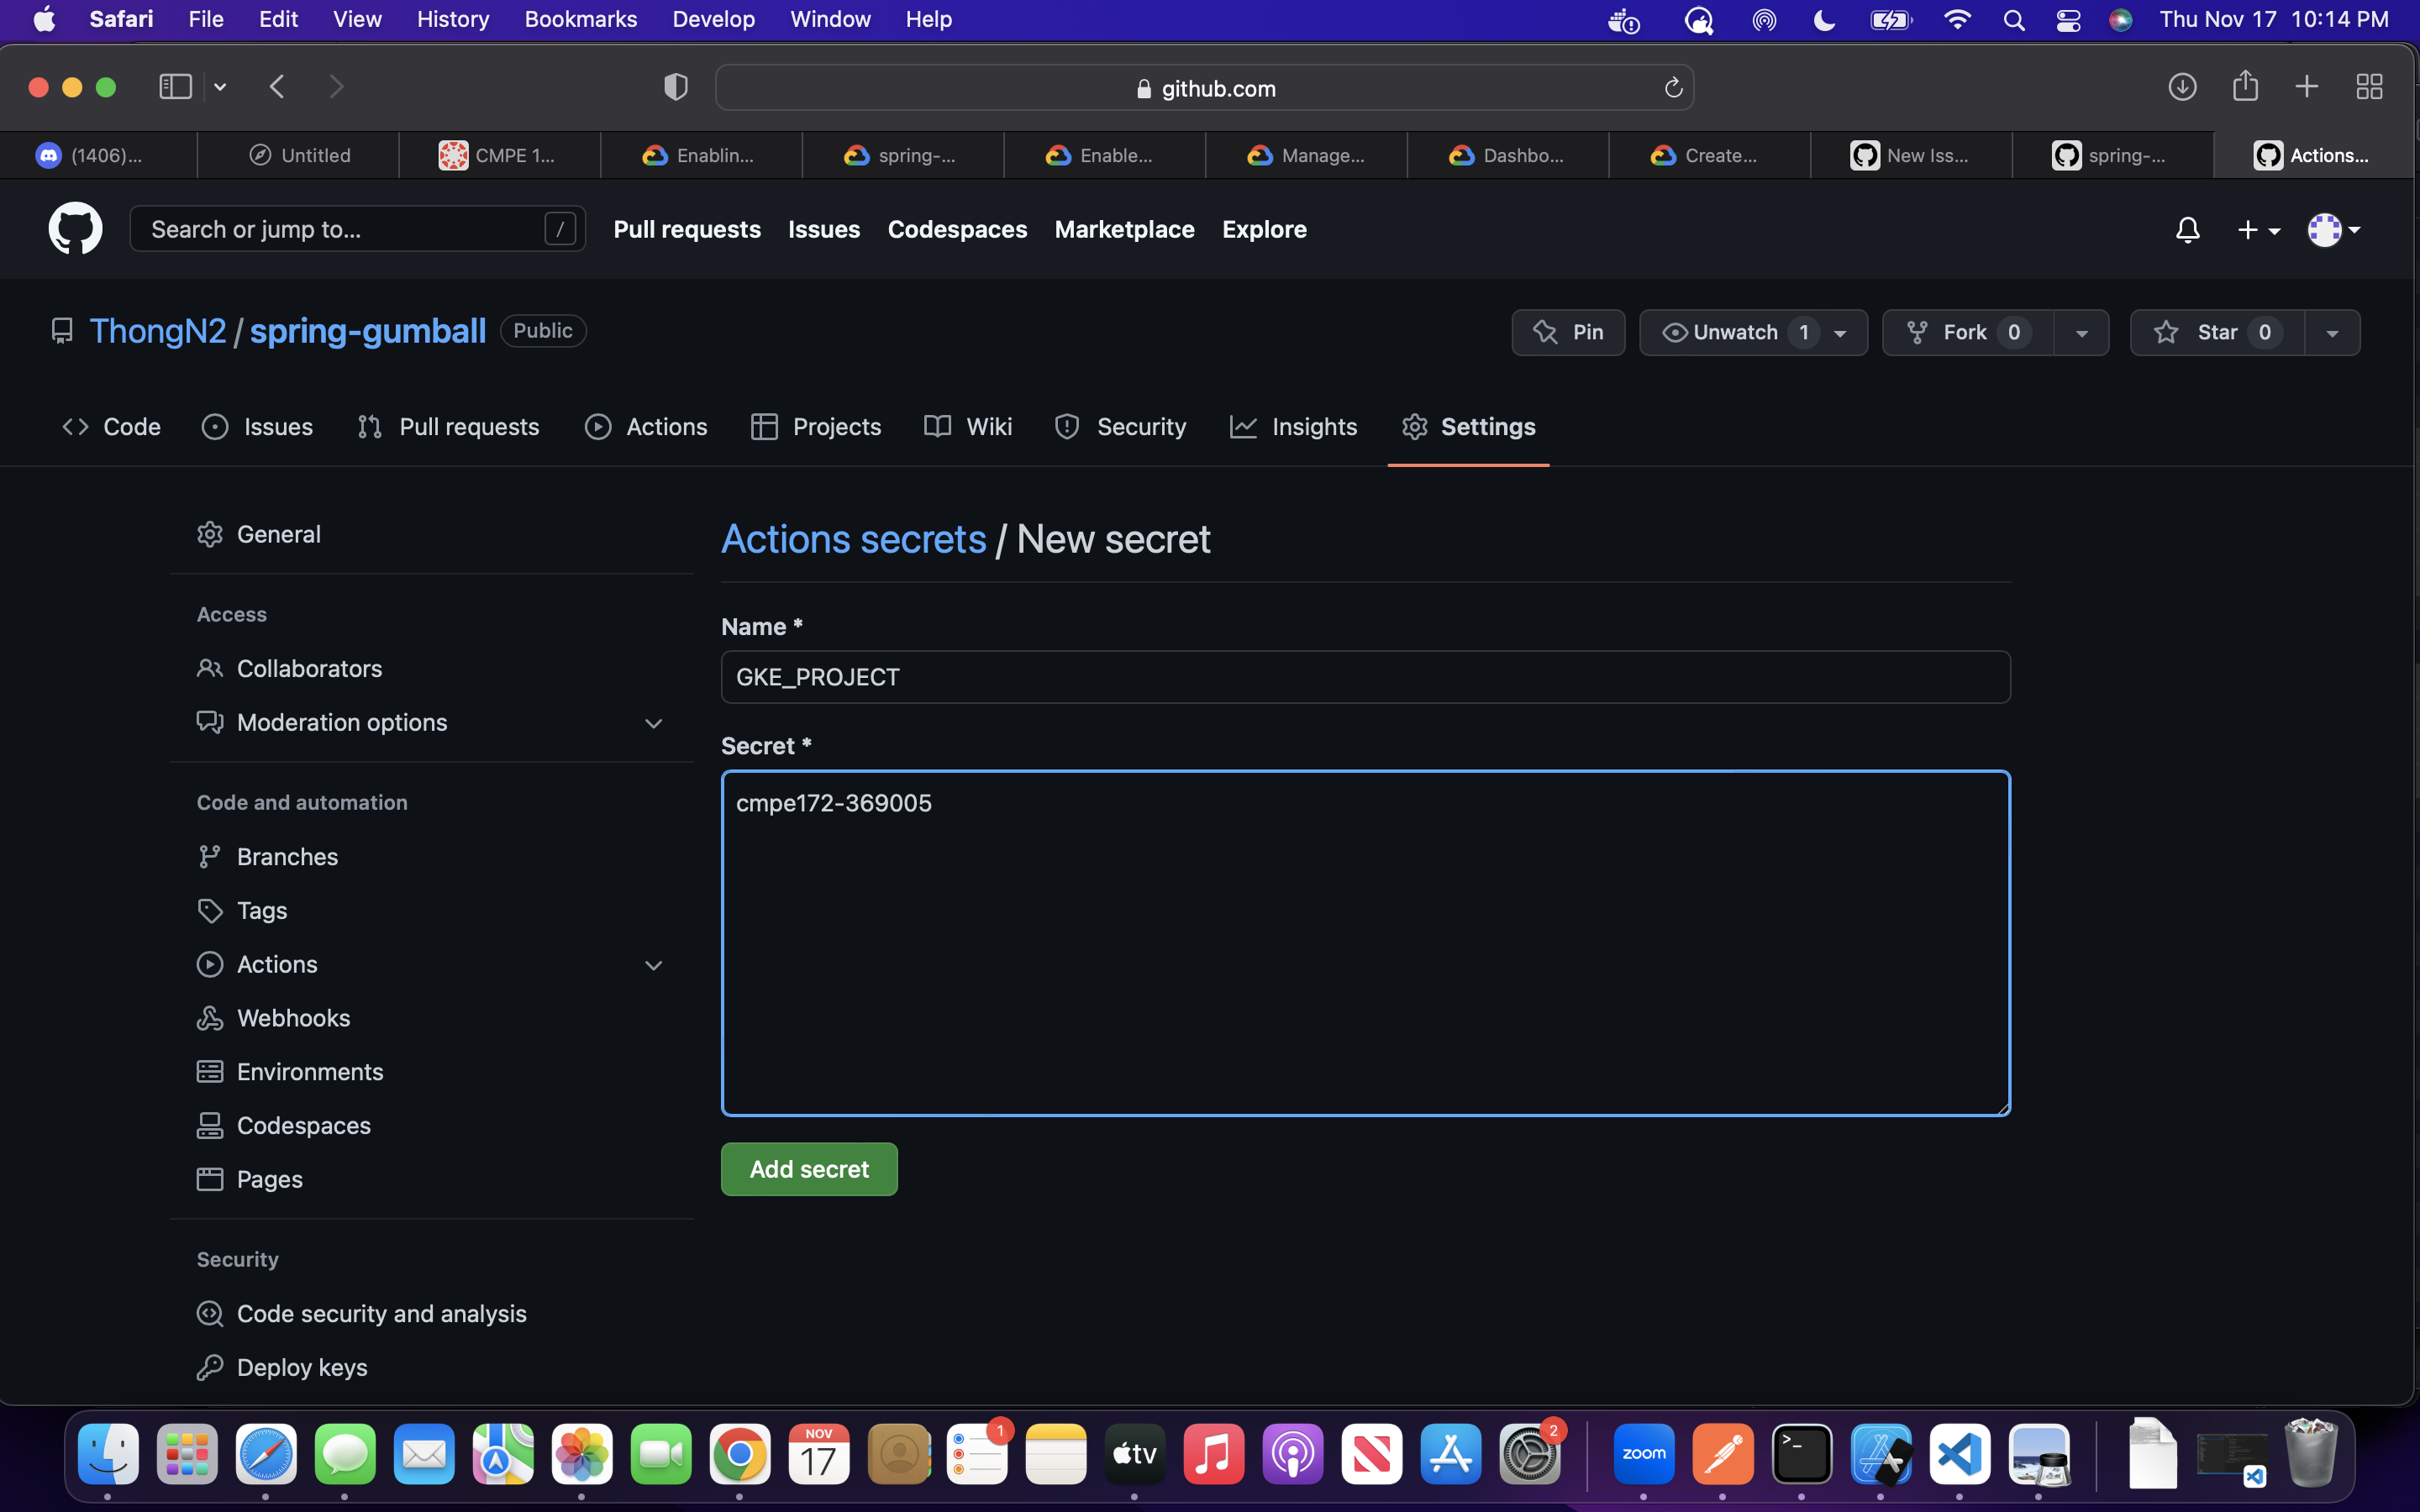 Safari File Edit View History Bookmarks Develop Window Help Thu Nov 17 10:14 PM
github.com
(1406)... Untitled CMPE 1... Enablin... spring-... Enable... Manage... Dashbo... Create... New Iss... spring-... Actions...
Search or jump to... / Pull requests Issues Codespaces Marketplace Explore
ThongN2 / spring-gumball Public Pin Unwatch 1 Fork 0 Star 0
Code Issues Pull requests Actions Projects Wiki Security Insights Settings
General
Access
Collaborators
Moderation options
Code and automation
Branches
Tags
Actions
Webhooks
Environments
Codespaces
Pages
Security
Code security and analysis
Deploy keys
Actions secrets / New secret
Name *
GKE_PROJECT
Secret *
cmpe172-369005
Add secret
NOV
17
1
tv
2
zoom
>_